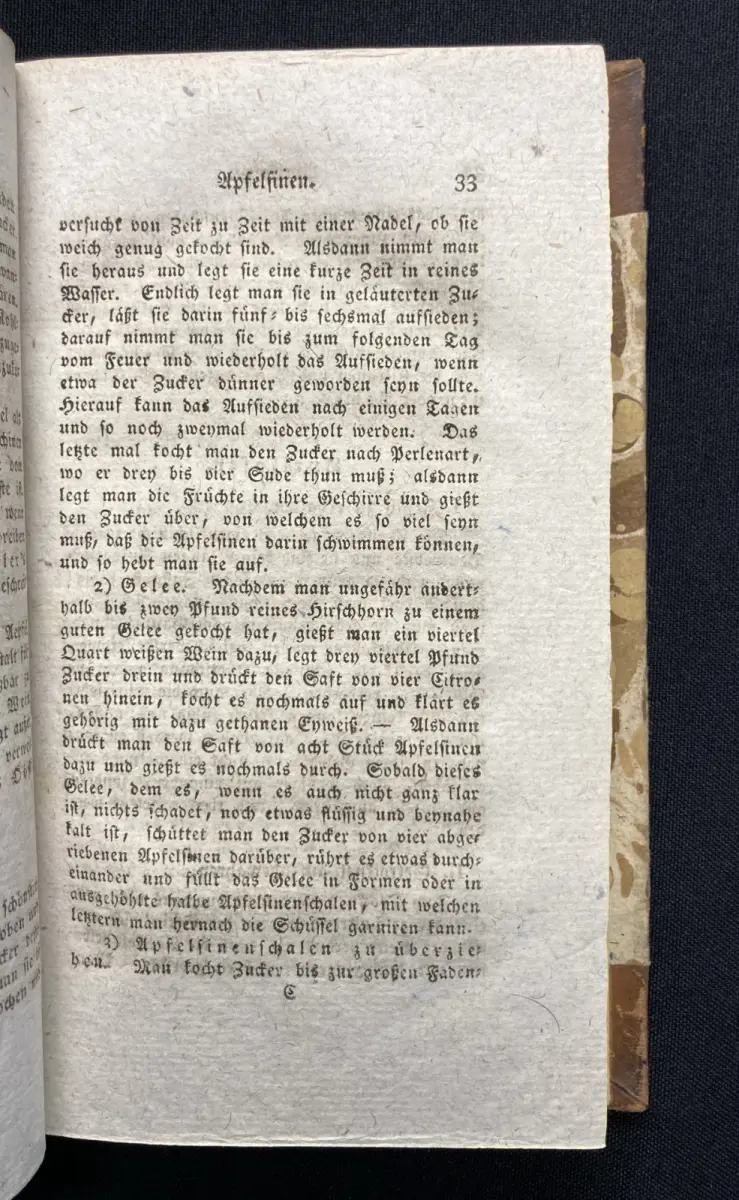 Apfelsinen. 33
versucht von Zeit zu Zeit mit einer Nadel, ob sie
weich genug gekocht sind. Alsdann nimmt man
sie heraus und legt sie eine kurze Zeit in reines
Wasser. Endlich legt man sie in geläuterten Zu-
cker, läßt sie darin fünf- bis sechsmal aufsieden;
darauf nimmt man sie bis zum folgenden Tag
vom Feuer und wiederholt das Aufsieden, wenn
etwa der Zucker dünner geworden seyn sollte.
Hierauf kann das Aufsieden nach einigen Tagen
und so noch zweymal wiederholt werden. Das
letzte mal kocht man den Zucker nach Perlenart,
wo er drey bis vier Sude thun muß; alsdann
legt man die Früchte in ihre Geschirre und gießt
den Zucker über, von welchem es so viel seyn
muß, daß die Apfelsinen darin schwimmen können,
und so hebt man sie auf.
2) Gelee. Nachdem man ungefähr andert-
halb bis zwey Pfund reines Hirschhorn zu einem
guten Gelee gekocht hat, gießt man ein viertel
Quart weißen Wein dazu, legt drey viertel Pfund
Zucker drein und drückt den Saft von vier Citro-
nen hinein, kocht es nochmals auf und klärt es
gehörig mit dazu gethanen Eyweiß. — Alsdann
drückt man den Saft von acht Stück Apfelsinen
dazu und gießt es nochmals durch. Sobald dieses
Gelee, dem es, wenn es auch nicht ganz klar
ist, nichts schadet, noch etwas flüssig und beynahe
kalt ist, schüttet man den Zucker von vier abge-
riebenen Apfelsinen darüber, rührt es etwas durch-
einander und füllt das Gelee in Formen oder in
ausgehöhlte halbe Apfelsinenschalen, mit welchen
letztern man hernach die Schüssel garniren kann.
3) Apfelsinenschalen zu überzie-
hen. Man kocht Zucker bis zur großen Faden-
C